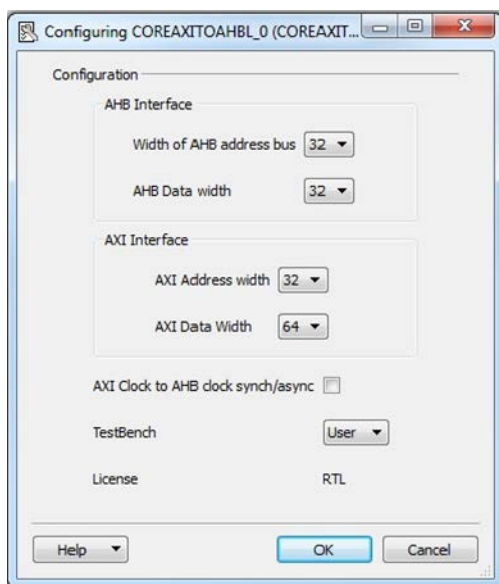 Configuring COREAXITOAHBL_0 (COREAXIT...
Configuration
AHB Interface
Width of AHB address bus 32
AHB Data width 32
AXI Interface
AXI Address width 32
AXI Data Width 64
AXI Clock to AHB clock synch/async
TestBench User
License RTL
Help OK Cancel